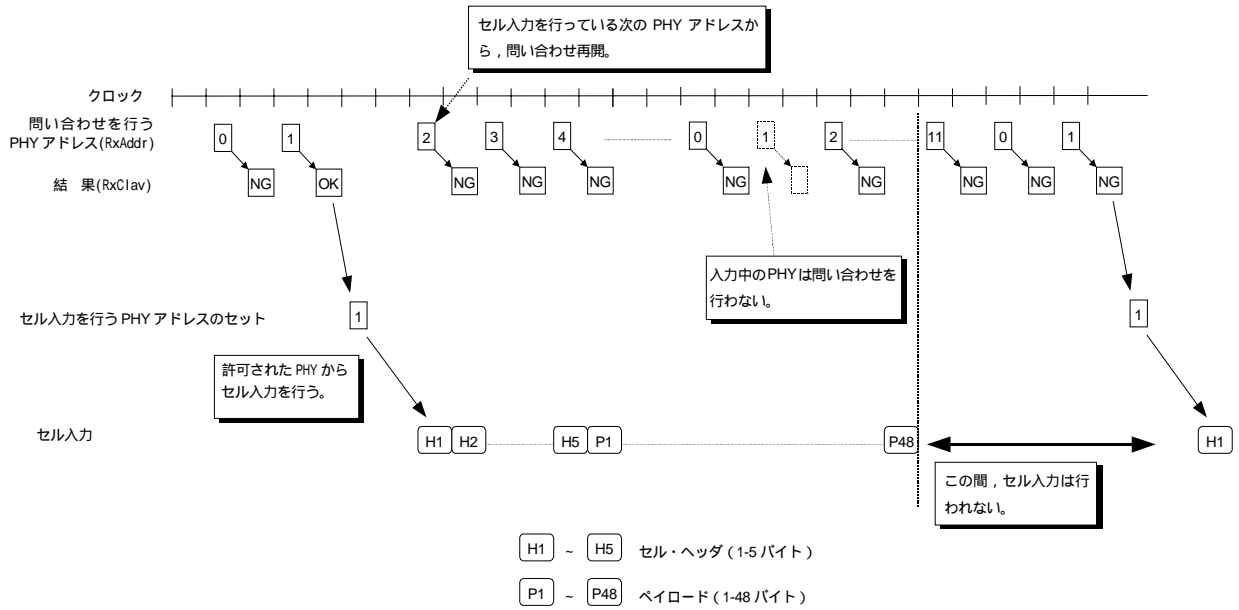 セル入力を行っている次の PHY アドレスか
ら，問い合わせ再開。
クロック
問い合わせを行う
PHY アドレス(RxAddr)
0 1 2 3 4 0 1 2 11 0 1
結　果(RxClav)
NG OK NG NG NG NG NG NG NG NG
入力中のPHYは問い合わせを
行わない。
セル入力を行う PHY アドレスのセット
1 1
許可された PHY から
セル入力を行う。
セル入力
H1 H2 H5 P1 P48 H1
この間，セル入力は行
われない。
H1 ~ H5 セル・ヘッダ（1-5 バイト）
P1 ~ P48 ペイロード（1-48 バイト）